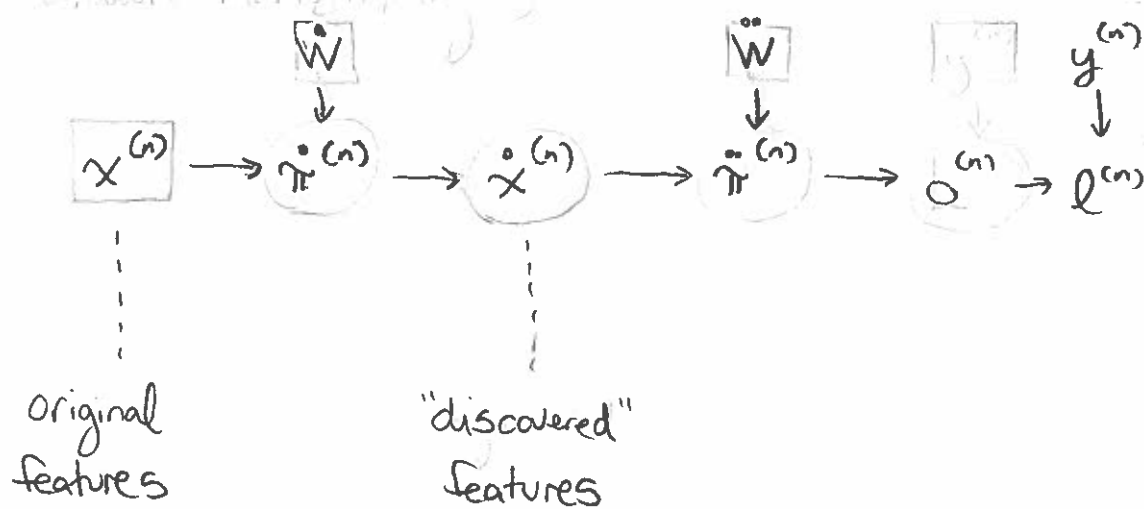 Ẇ Ẅ y⁽ⁿ⁾
x⁽ⁿ⁾ → π̇⁽ⁿ⁾ → ẋ⁽ⁿ⁾ → π̈⁽ⁿ⁾ → o⁽ⁿ⁾ → l⁽ⁿ⁾
original "discovered"
features features